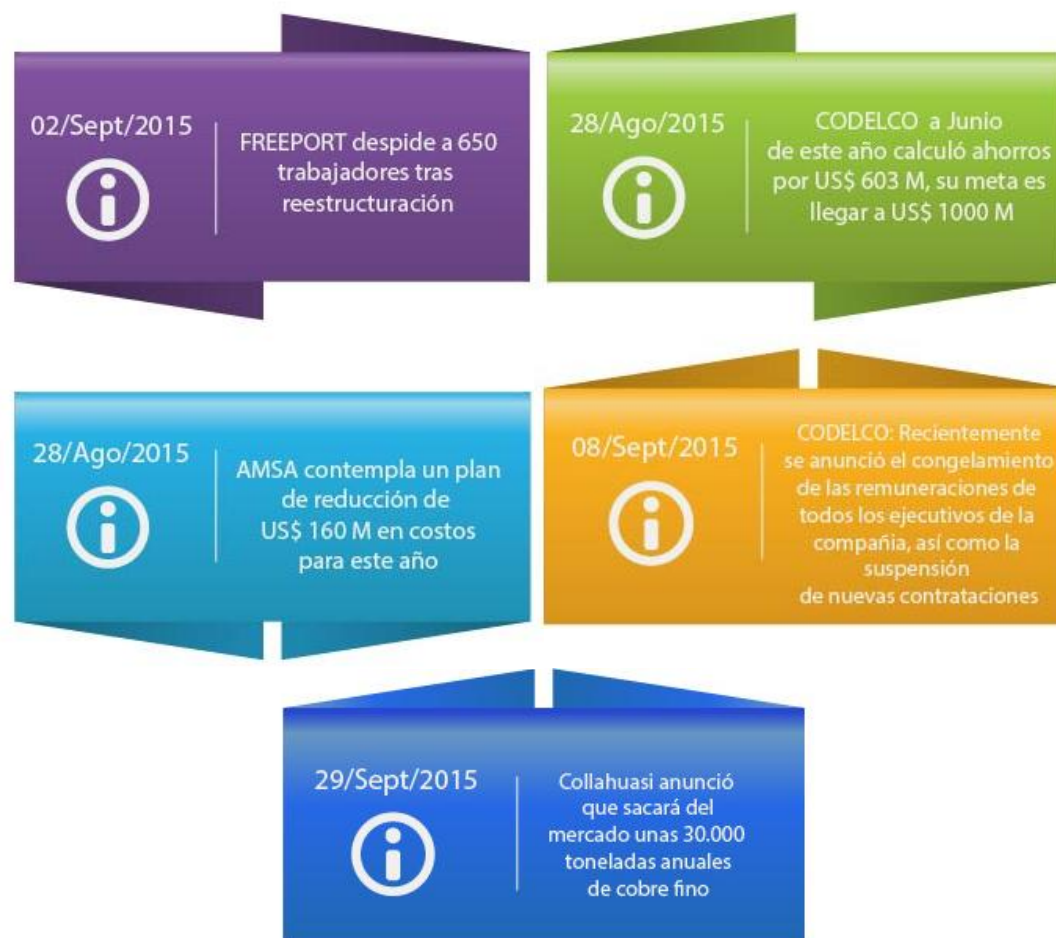 02/Sept/2015
FREEPORT despide a 650
trabajadores tras
reestructuración
28/Ago/2015
CODELCO a Junio
de este año calculó ahorros
por US$ 603 M, su meta es
llegar a US$ 1000 M
28/Ago/2015
AMSA contempla un plan
de reducción de
US$ 160 M en costos
para este año
08/Sept/2015
CODELCO: Recientemente
se anunció el congelamiento
de las remuneraciones de
todos los ejecutivos de la
compañia, así como la
suspensión
de nuevas contrataciones
29/Sept/2015
Collahuasi anunció
que sacará del
mercado unas 30.000
toneladas anuales
de cobre fino